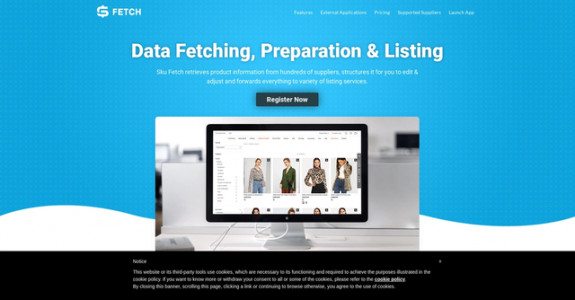 FETCH
Features External Applications Pricing Supported Suppliers Launch App
Data Fetching, Preparation & Listing
Sku Fetch retrieves product information from hundreds of suppliers, structures it for you to edit &
adjust and forwards everything to variety of listing services.
Register Now
Notice
x
This website or its third-party tools use cookies, which are necessary to its functioning and required to achieve the purposes illustrated in the
cookie policy. If you want to know more or withdraw your consent to all or some of the cookies, please refer to the cookie policy.
By closing this banner, scrolling this page, clicking a link or continuing to browse otherwise, you agree to the use of cookies.